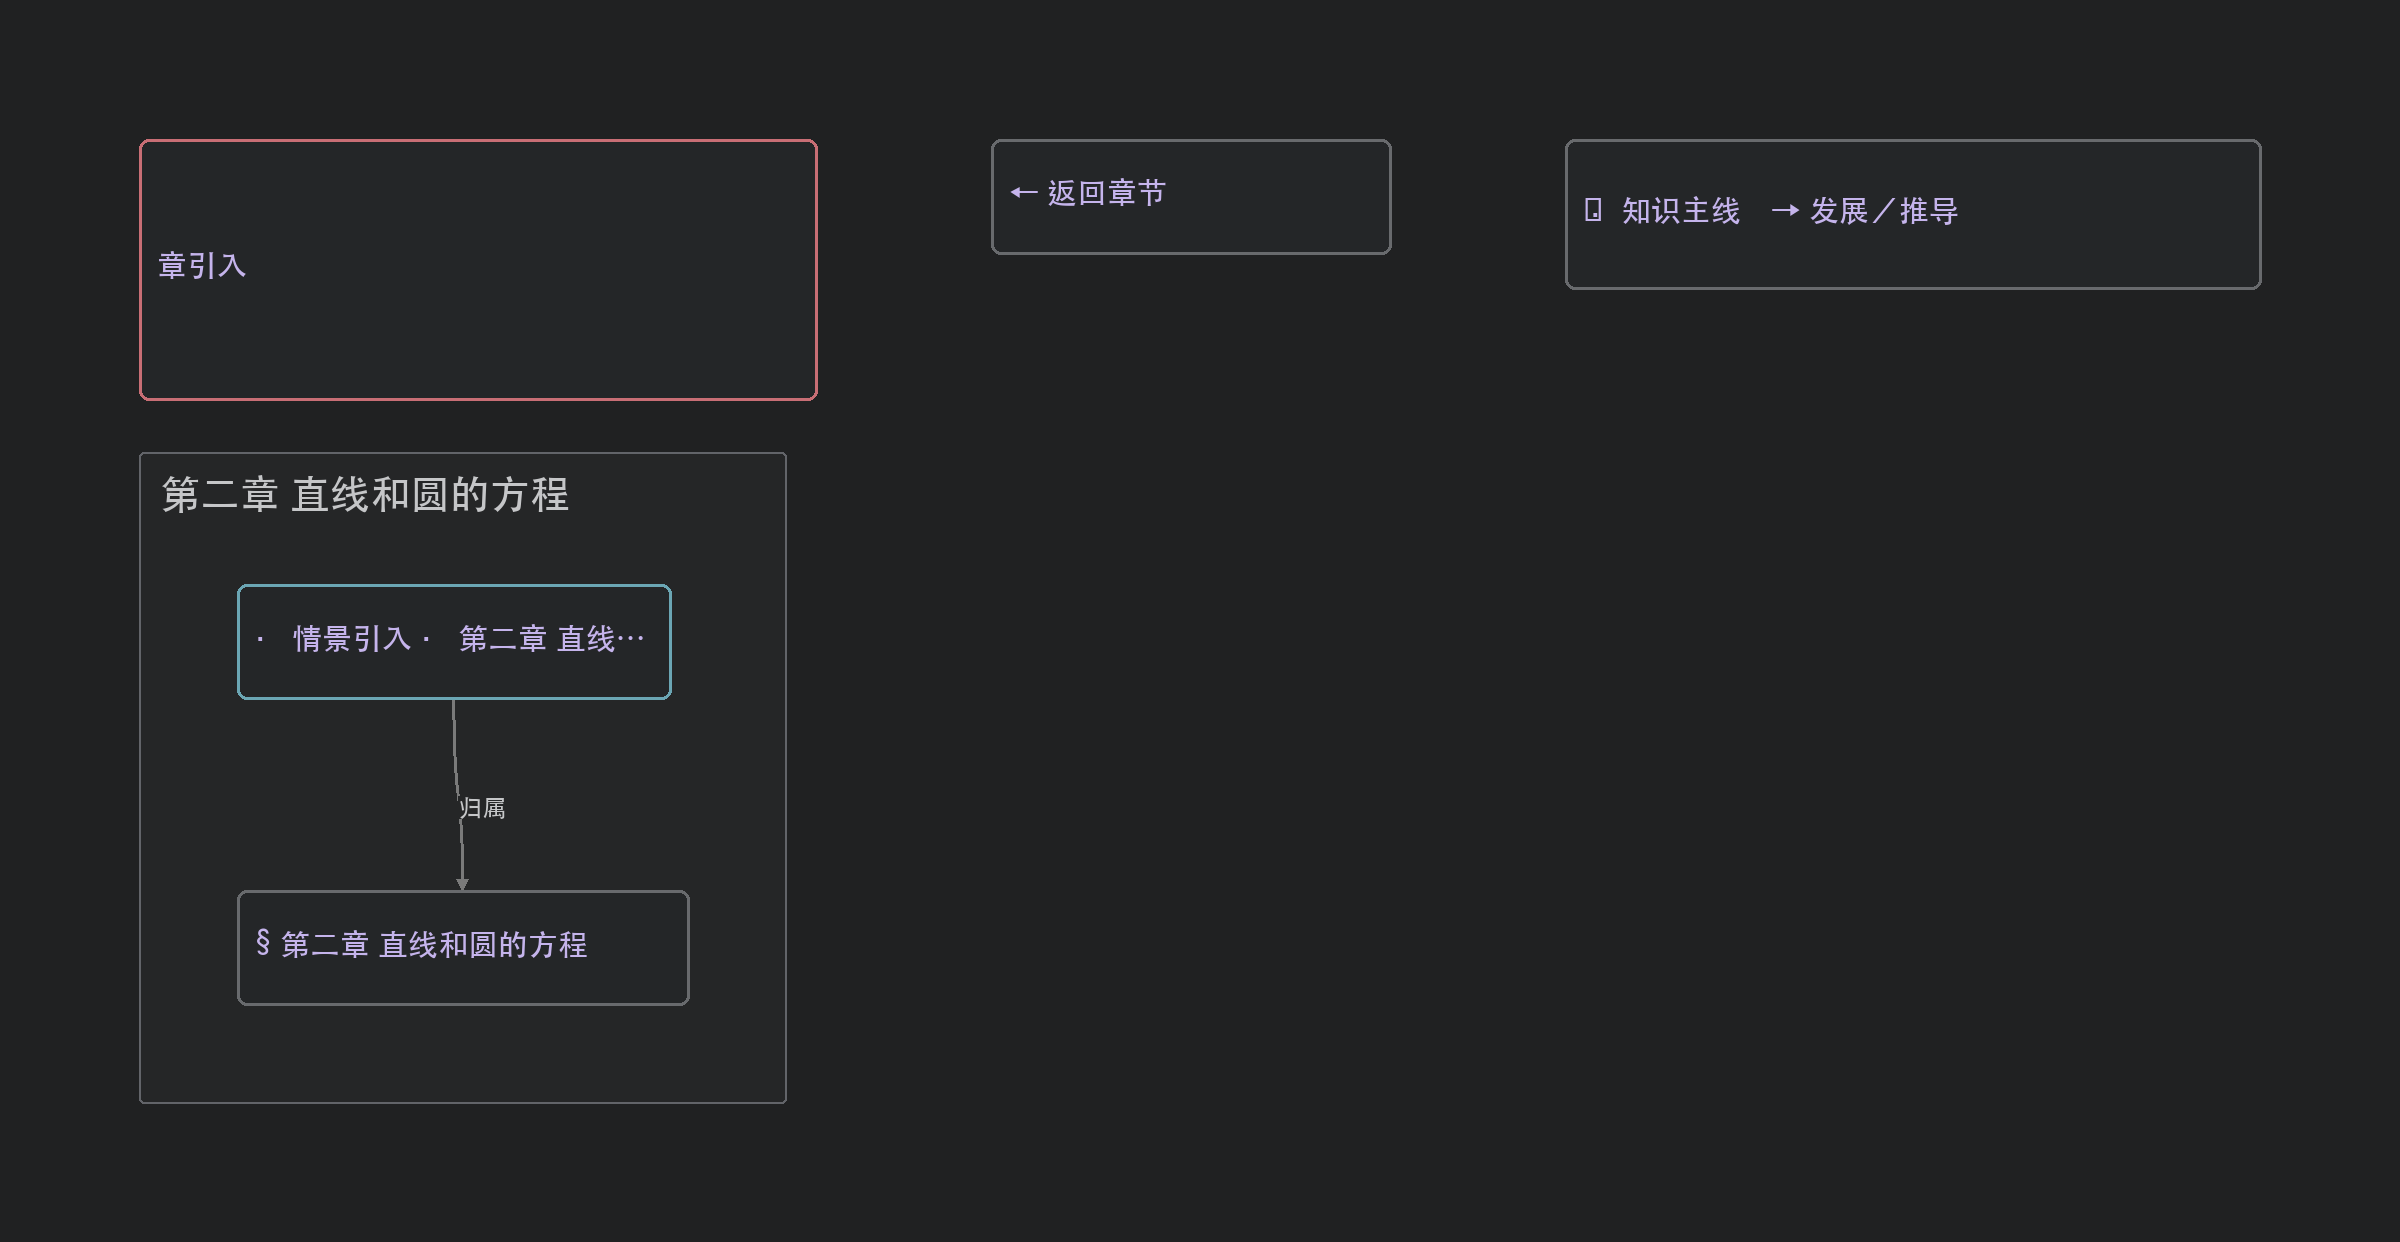 章引入
← 返回章节
知识主线 → 发展／推导
第二章 直线和圆的方程
· 情景引入 · 第二章 直线…
归属
§ 第二章 直线和圆的方程